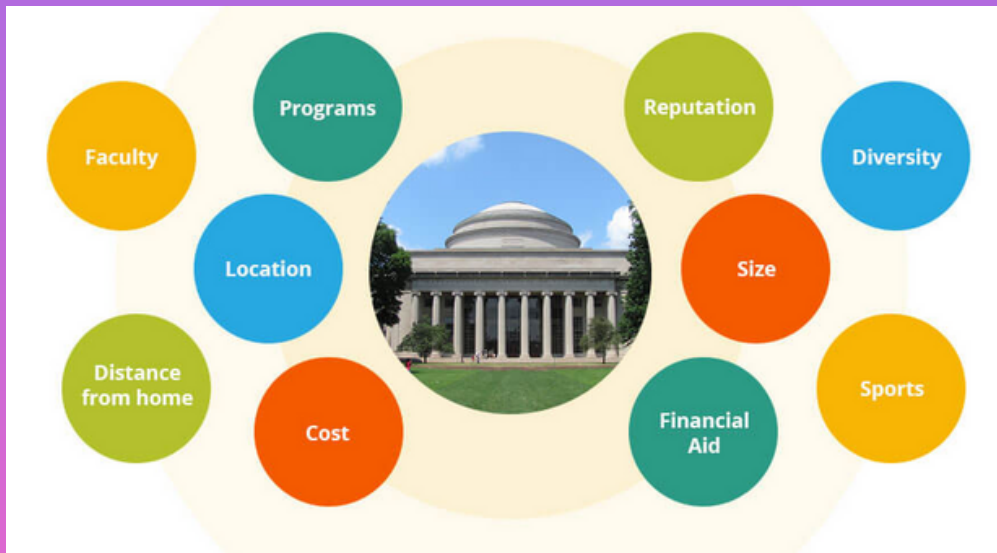 Programs
Reputation
Faculty
Diversity
Location
Size
Distance
from home
Cost
Financial
Aid
Sports